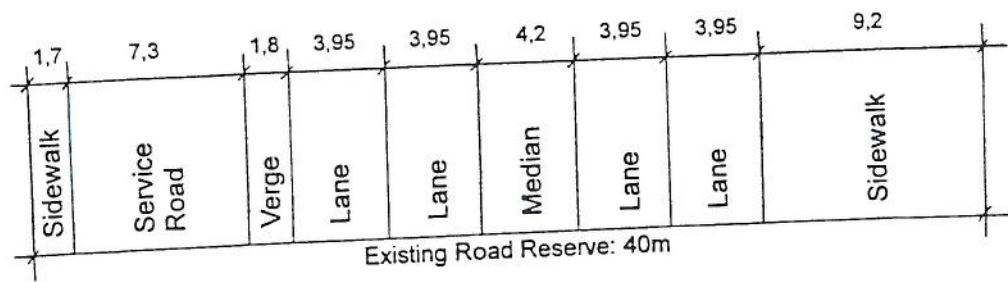 1,7 7,3 1,8 3,95 3,95 4,2 3,95 3,95 9,2
Sidewalk
Service
Road
Verge
Lane
Lane
Median
Lane
Lane
Sidewalk
Existing Road Reserve: 40m